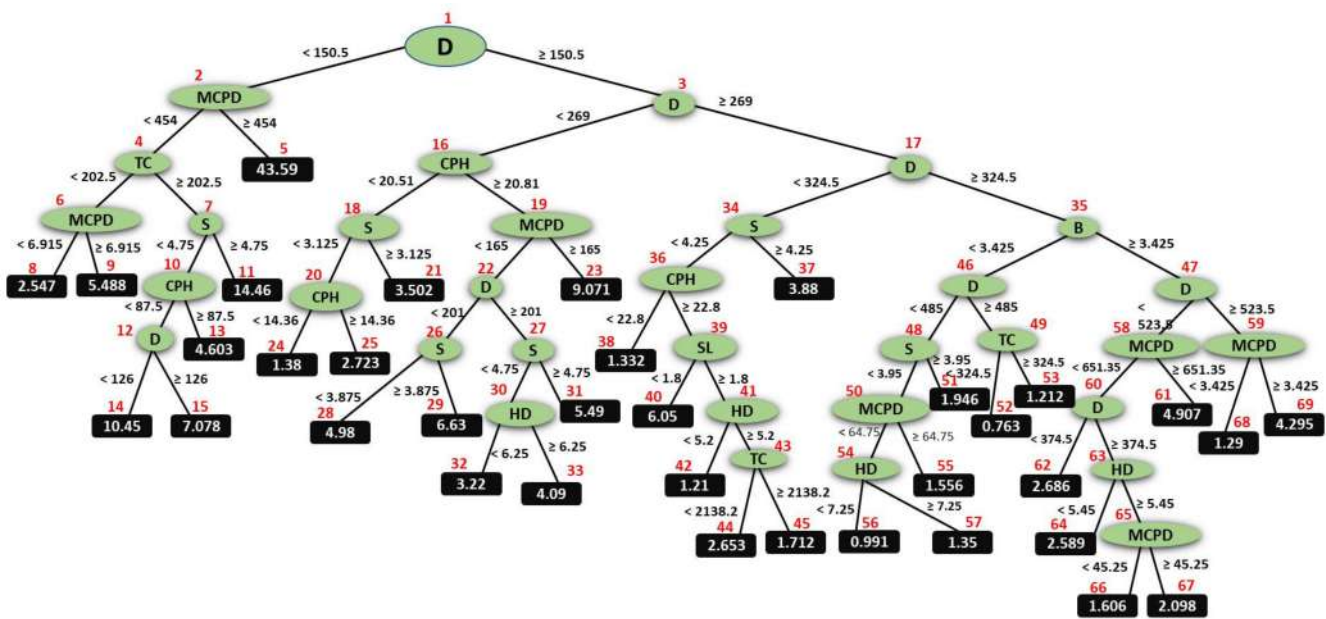 1
D
< 150.5 ≥ 150.5
2 3
MCPD D
< 454 ≥ 454 < 269 ≥ 269
4 5 16 17
TC 43.59 CPH D
< 202.5 ≥ 202.5 < 20.51 ≥ 20.81 < 324.5 ≥ 324.5
6 7 18 19 34 35
MCPD S S MCPD S B
< 6.915 ≥ 6.915 < 4.75 ≥ 4.75 < 3.125 ≥ 3.125 < 165 ≥ 165 < 4.25 ≥ 4.25 < 3.425 ≥ 3.425
8 9 10 11 20 21 22 23 36 37 46 47
2.547 5.488 CPH 14.46 CPH 3.502 D 9.071 CPH 3.88 D D
< 87.5 ≥ 87.5 < 14.36 ≥ 14.36 < 201 ≥ 201 < 22.8 ≥ 22.8 < 485 ≥ 485 < 523.5 ≥ 523.5
12 13 24 25 26 27 38 39 48 49 58 59
D 4.603 1.38 2.723 S S 1.332 SL S TC MCPD MCPD
< 126 ≥ 126 < 3.875 ≥ 3.875 < 4.75 ≥ 4.75 < 1.8 ≥ 1.8 < 3.95 ≥ 3.95 < 324.5 ≥ 324.5 < 651.35 ≥ 651.35 < 3.425 ≥ 3.425
14 15 28 29 30 31 40 41 50 51 52 53 60 61 68 69
10.45 7.078 4.98 6.63 HD 5.49 6.05 HD MCPD 1.946 0.763 1.212 D 4.907 1.29 4.295
< 6.25 ≥ 6.25 < 5.2 ≥ 5.2 < 64.75 ≥ 64.75 < 374.5 ≥ 374.5
32 33 42 43 54 55 62 63
3.22 4.09 1.21 TC HD 1.556 2.686 HD
< 2138.2 ≥ 2138.2 < 7.25 ≥ 7.25 < 5.45 ≥ 5.45
44 45 56 57 64 65
2.653 1.712 0.991 1.35 2.589 MCPD
< 45.25 ≥ 45.25
66 67
1.606 2.098